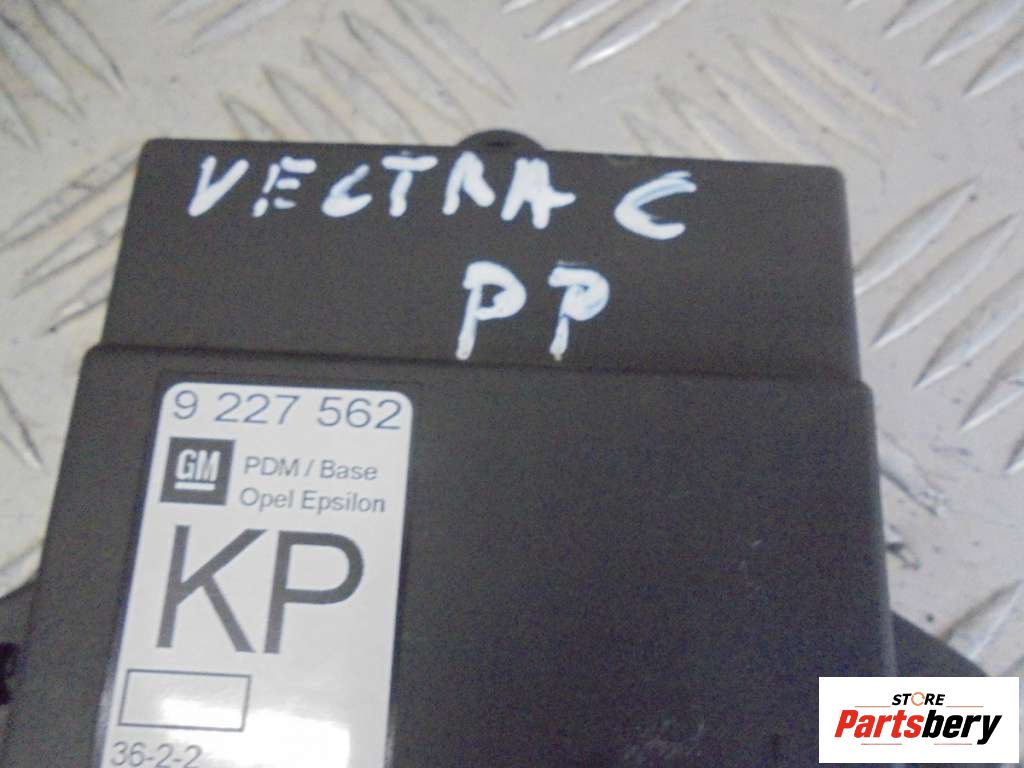 VECTRA C
PP
9 227 562
GM
PDM / Base
Opel Epsilon
KP
36-2-2
STORE
Partsbery